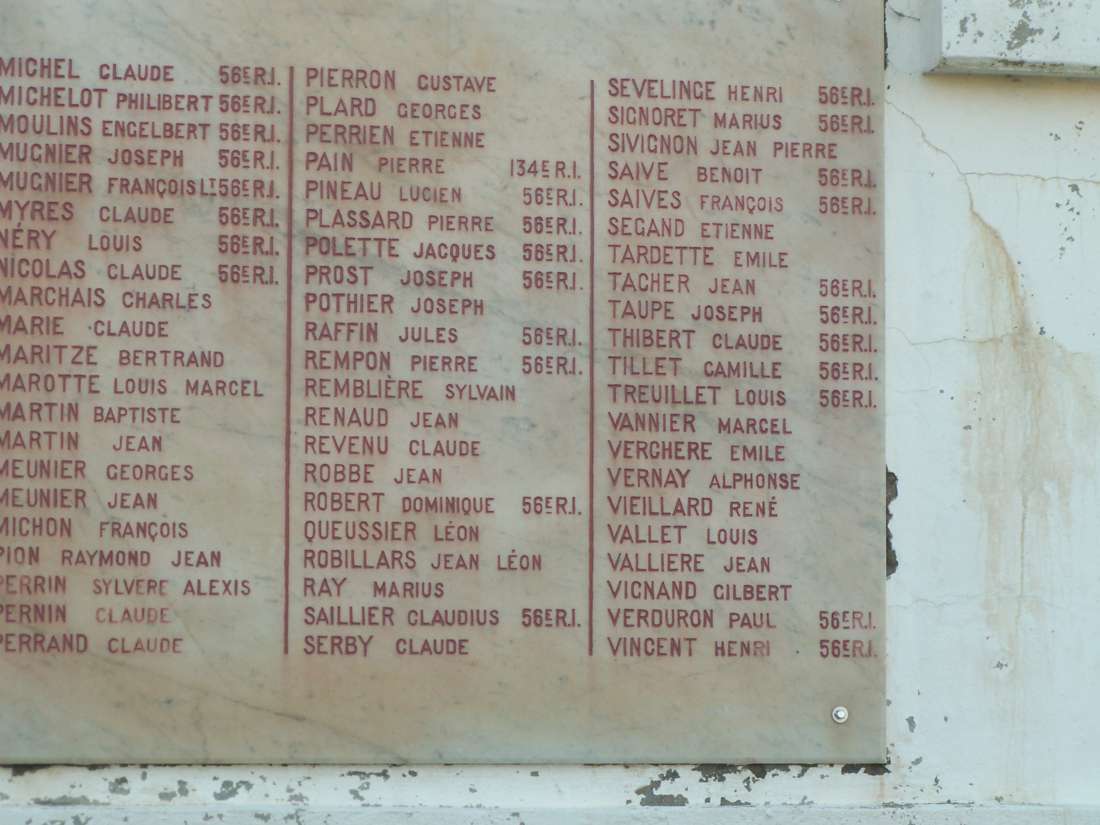 MICHEL CLAUDE 56E R.I.
MICHELOT PHILIBERT 56E R.I.
MOULINS ENGELBERT 56E R.I.
MUGNIER JOSEPH 56E R.I.
MUGNIER FRANÇOIS LT 56E R.I.
MYRES CLAUDE 56E R.I.
NÉRY LOUIS 56E R.I.
NICOLAS CLAUDE 56E R.I.
MARCHAIS CHARLES
MARIE CLAUDE
MARITZE BERTRAND
MAROTTE LOUIS MARCEL
MARTIN BAPTISTE
MARTIN JEAN
MEUNIER GEORGES
MEUNIER JEAN
MICHON FRANÇOIS
PION RAYMOND JEAN
PERRIN SYLVERE ALEXIS
PERNIN CLAUDE
PERRAND CLAUDE
PIERRON GUSTAVE
PLARD GEORGES
PERRIEN ETIENNE
PAIN PIERRE 134E R.I.
PINEAU LUCIEN 56E R.I.
PLASSARD PIERRE 56E R.I.
POLETTE JACQUES 56E R.I.
PROST JOSEPH 56E R.I.
POTHIER JOSEPH
RAFFIN JULES 56E R.I.
REMPON PIERRE 56E R.I.
REMBLIÈRE SYLVAIN
RENAUD JEAN
REVENU CLAUDE
ROBBE JEAN
ROBERT DOMINIQUE 56E R.I.
QUEUSSIER LÉON
ROBILLARS JEAN LÉON
RAY MARIUS
SAILLIER CLAUDIUS 56E R.I.
SERBY CLAUDE
SEVELINGE HENRI 56E R.I.
SIGNORET MARIUS 56E R.I.
SIVIGNON JEAN PIERRE
SAIVE BENOIT 56E R.I.
SAIVES FRANÇOIS 56E R.I.
SEGAND ETIENNE
TARDETTE EMILE
TACHER JEAN 56E R.I.
TAUPE JOSEPH 56E R.I.
THIBERT CLAUDE 56E R.I.
TILLET CAMILLE 56E R.I.
TREUILLET LOUIS 56E R.I.
VANNIER MARCEL
VERCHERE EMILE
VERNAY ALPHONSE
VIEILLARD RENÉ
VALLET LOUIS
VALLIERE JEAN
VIGNAND GILBERT
VERDURON PAUL 56E R.I.
VINCENT HENRI 56E R.I.